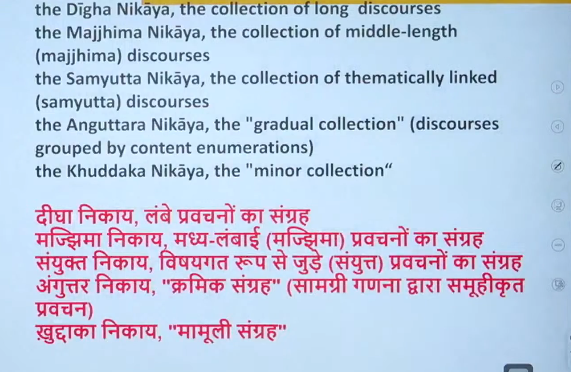 the Dīgha Nikāya, the collection of long discourses
the Majjhima Nikāya, the collection of middle-length
(majjhima) discourses
the Samyutta Nikāya, the collection of thematically linked
(samyutta) discourses
the Anguttara Nikāya, the "gradual collection" (discourses
grouped by content enumerations)
the Khuddaka Nikāya, the "minor collection“
दीघा निकाय, लंबे प्रवचनों का संग्रह
मज्झिमा निकाय, मध्य-लंबाई (मज्झिमा) प्रवचनों का संग्रह
संयुक्त निकाय, विषयगत रूप से जुड़े (संयुत्त) प्रवचनों का संग्रह
अंगुत्तर निकाय, "क्रमिक संग्रह" (सामग्री गणना द्वारा समूहीकृत
प्रवचन)
ख़ुद्दाका निकाय, "मामूली संग्रह"